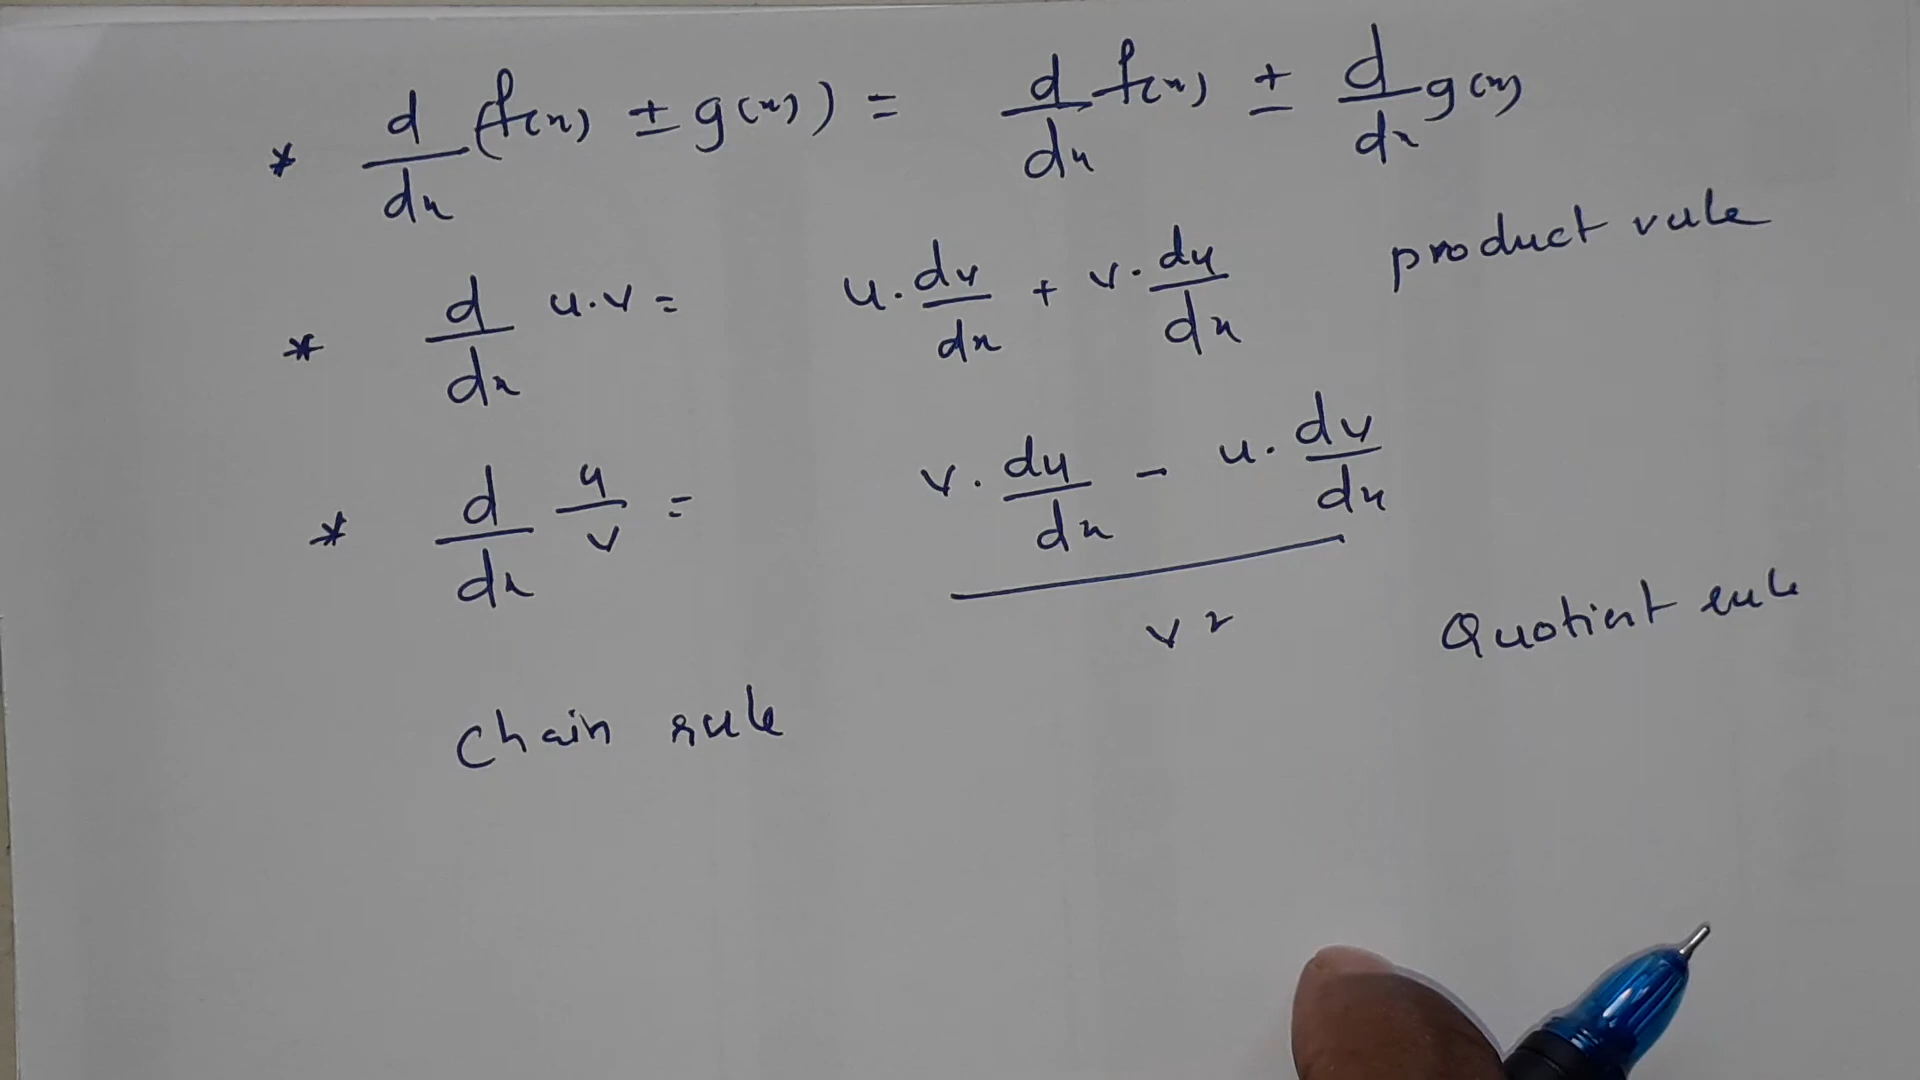 * d/dx (f(x) ± g(x)) = d/dx f(x) ± d/dx g(x)
* d/dx u.v = u. dv/dx + v. du/dx product rule
* d/dx u/v = (v. du/dx - u. dv/dx) / v² Quotient rule
Chain rule